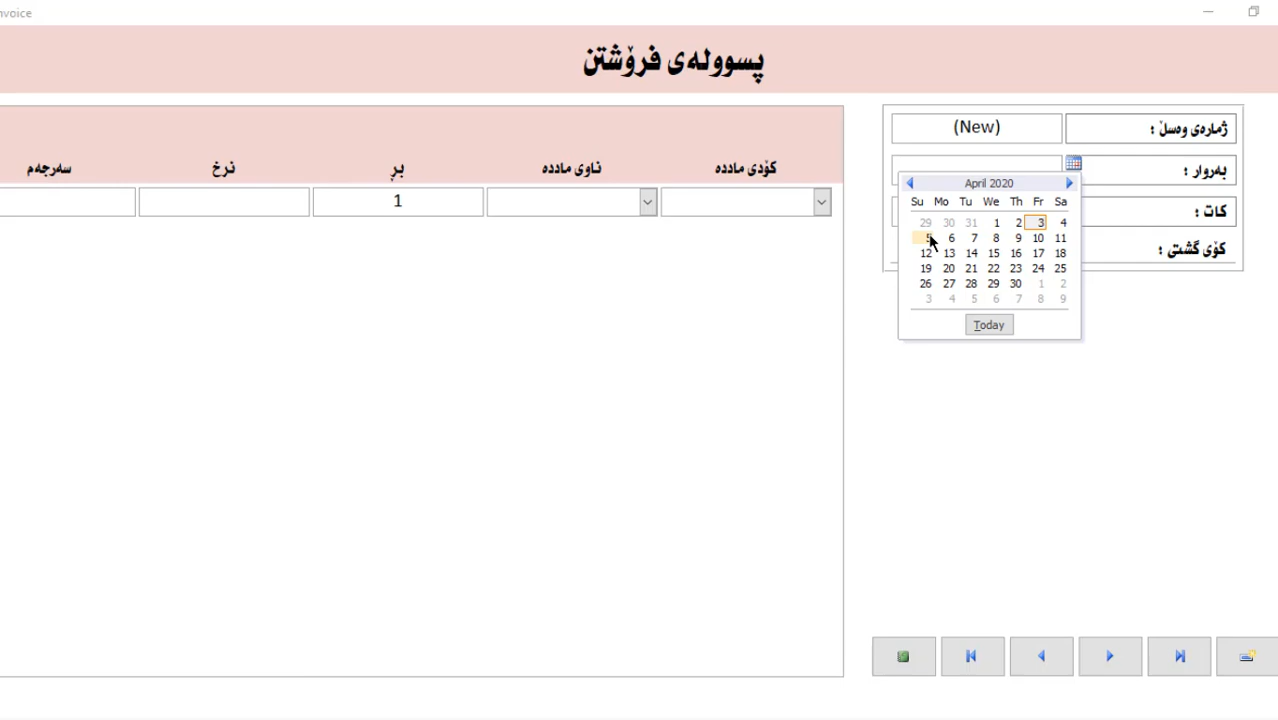 nvoice
پسوولەی فرۆشتن
ژمارەی وەسڵ :
(New)
بەروار :
کات :
کۆی گشتی :
کۆدی ماددە
ناوی ماددە
بڕ
نرخ
سەرجەم
1
April 2020
Su Mo Tu We Th Fr Sa
29 30 31 1 2 3 4
5 6 7 8 9 10 11
12 13 14 15 16 17 18
19 20 21 22 23 24 25
26 27 28 29 30 1 2
3 4 5 6 7 8 9
Today